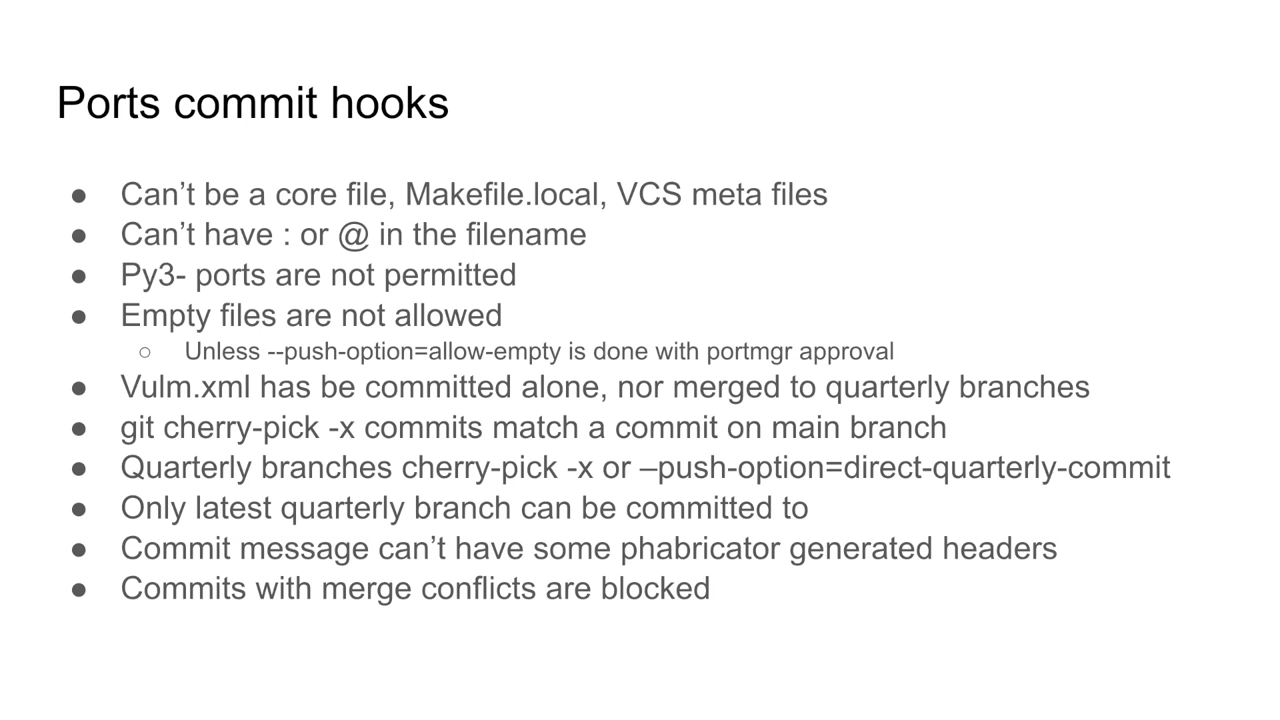 Ports commit hooks
● Can’t be a core file, Makefile.local, VCS meta files
● Can’t have : or @ in the filename
● Py3- ports are not permitted
● Empty files are not allowed
○ Unless --push-option=allow-empty is done with portmgr approval
● Vulm.xml has be committed alone, nor merged to quarterly branches
● git cherry-pick -x commits match a commit on main branch
● Quarterly branches cherry-pick -x or –push-option=direct-quarterly-commit
● Only latest quarterly branch can be committed to
● Commit message can’t have some phabricator generated headers
● Commits with merge conflicts are blocked